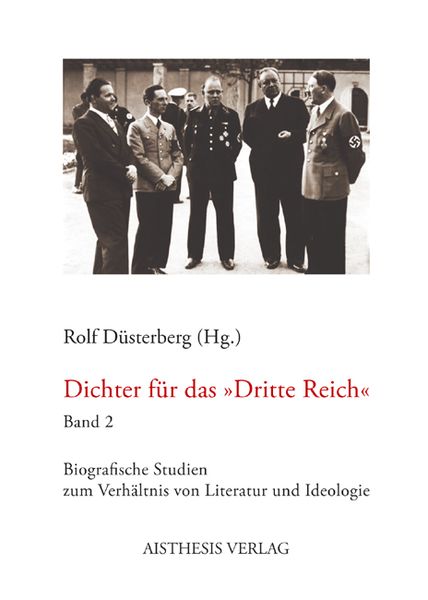 Rolf Düsterberg (Hg.)
Dichter für das »Dritte Reich«
Band 2
Biografische Studien
zum Verhältnis von Literatur und Ideologie
AISTHESIS VERLAG